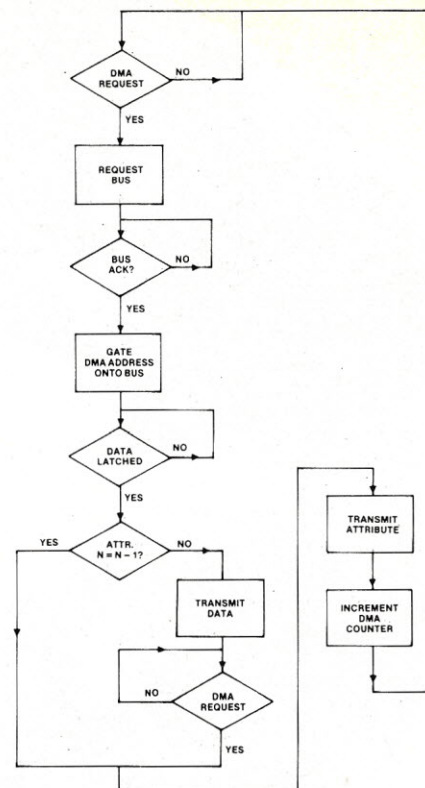 DMA
REQUEST
NO
YES
REQUEST
BUS
BUS
ACK?
NO
YES
GATE
DMA ADDRESS
ONTO BUS
DATA
LATCHED
NO
YES
YES
ATTR.
N = N – 1?
NO
TRANSMIT
DATA
NO
DMA
REQUEST
YES
TRANSMIT
ATTRIBUTE
INCREMENT
DMA
COUNTER